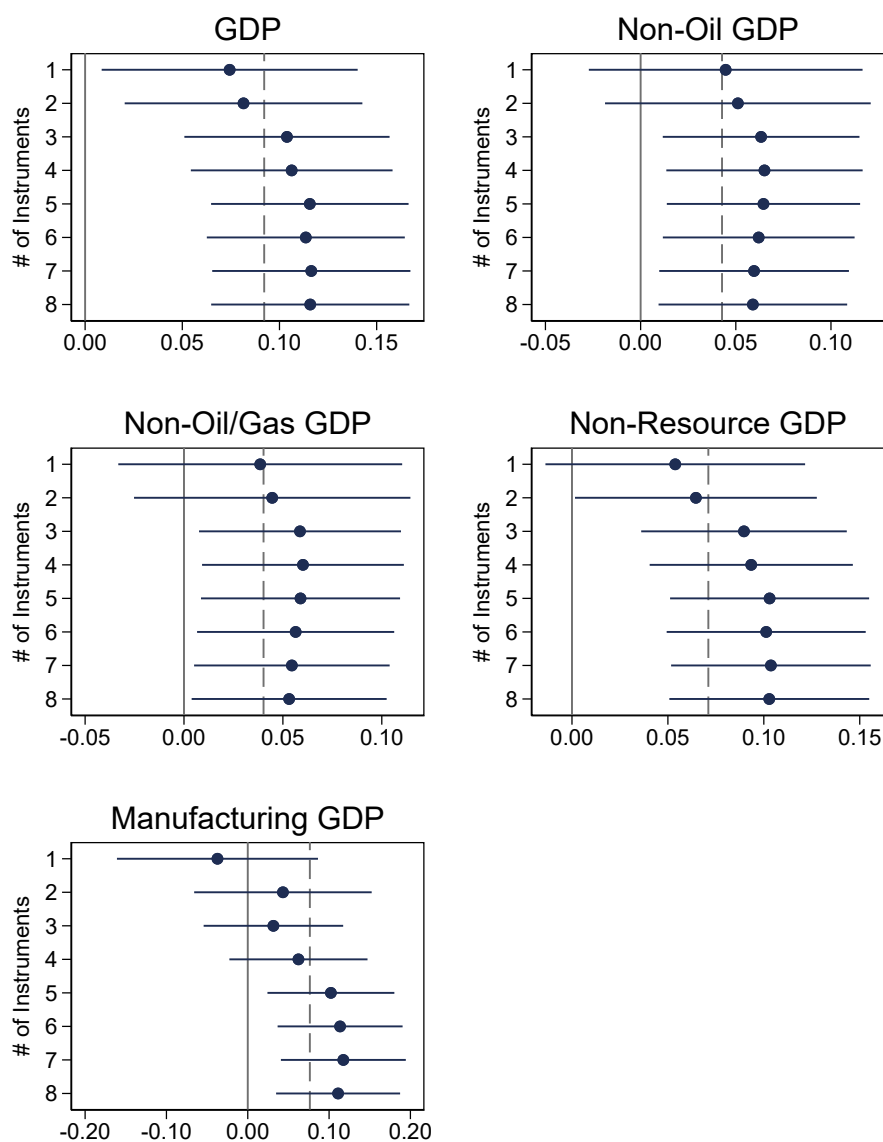 GDP
# of Instruments
1
2
3
4
5
6
7
8
0.00 0.05 0.10 0.15
Non-Oil GDP
# of Instruments
1
2
3
4
5
6
7
8
-0.05 0.00 0.05 0.10
Non-Oil/Gas GDP
# of Instruments
1
2
3
4
5
6
7
8
-0.05 0.00 0.05 0.10
Non-Resource GDP
# of Instruments
1
2
3
4
5
6
7
8
0.00 0.05 0.10 0.15
Manufacturing GDP
# of Instruments
1
2
3
4
5
6
7
8
-0.20 -0.10 0.00 0.10 0.20